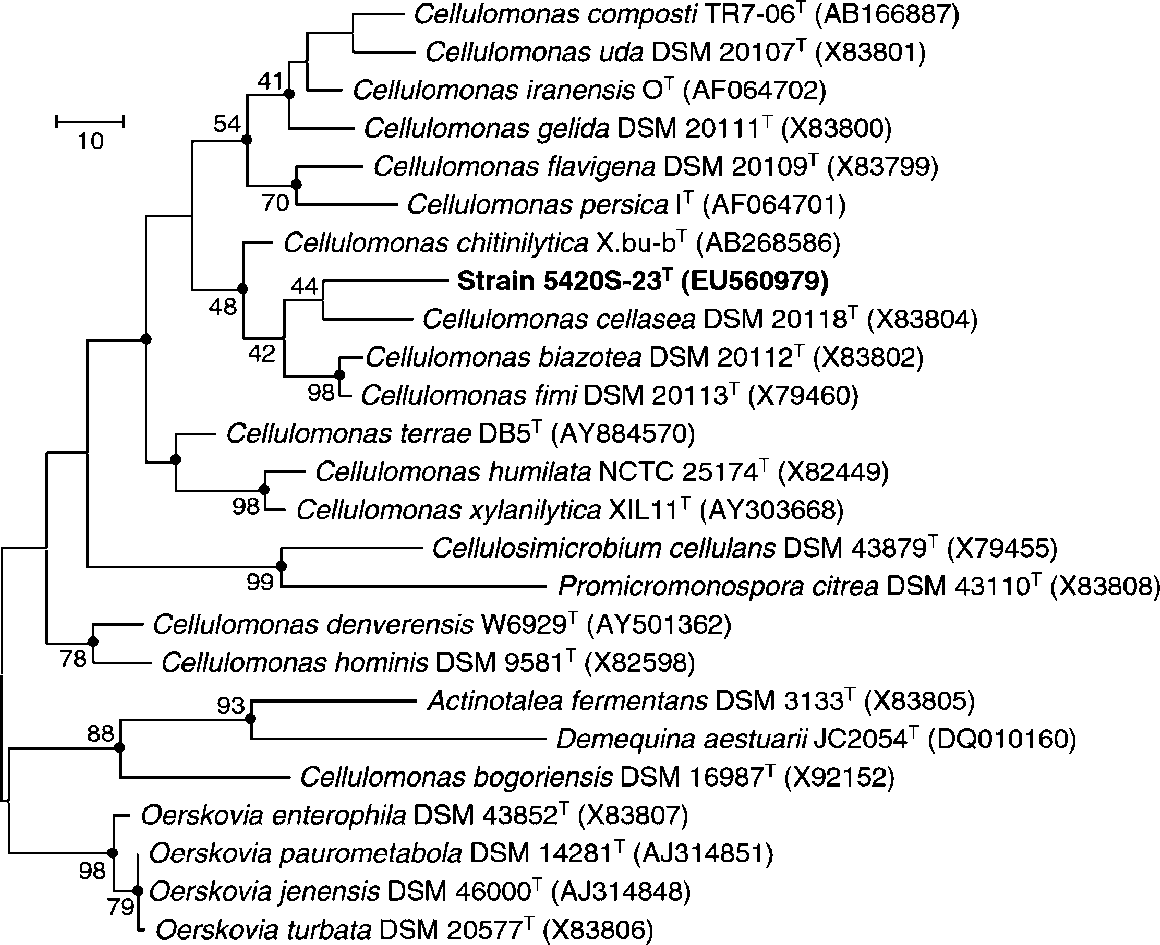 Cellulomonas composti TR7-06ᵀ (AB166887)
Cellulomonas uda DSM 20107ᵀ (X83801)
41
Cellulomonas iranensis Oᵀ (AF064702)
54
Cellulomonas gelida DSM 20111ᵀ (X83800)
10
Cellulomonas flavigena DSM 20109ᵀ (X83799)
70
Cellulomonas persica Iᵀ (AF064701)
Cellulomonas chitinilytica X.bu-bᵀ (AB268586)
44
Strain 5420S-23ᵀ (EU560979)
48
Cellulomonas cellasea DSM 20118ᵀ (X83804)
42
Cellulomonas biazotea DSM 20112ᵀ (X83802)
98
Cellulomonas fimi DSM 20113ᵀ (X79460)
Cellulomonas terrae DB5ᵀ (AY884570)
Cellulomonas humilata NCTC 25174ᵀ (X82449)
98
Cellulomonas xylanilytica XIL11ᵀ (AY303668)
Cellulosimicrobium cellulans DSM 43879ᵀ (X79455)
99
Promicromonospora citrea DSM 43110ᵀ (X83808)
Cellulomonas denverensis W6929ᵀ (AY501362)
78
Cellulomonas hominis DSM 9581ᵀ (X82598)
93
Actinotalea fermentans DSM 3133ᵀ (X83805)
88
Demequina aestuarii JC2054ᵀ (DQ010160)
Cellulomonas bogoriensis DSM 16987ᵀ (X92152)
Oerskovia enterophila DSM 43852ᵀ (X83807)
98
Oerskovia paurometabola DSM 14281ᵀ (AJ314851)
Oerskovia jenensis DSM 46000ᵀ (AJ314848)
79
Oerskovia turbata DSM 20577ᵀ (X83806)